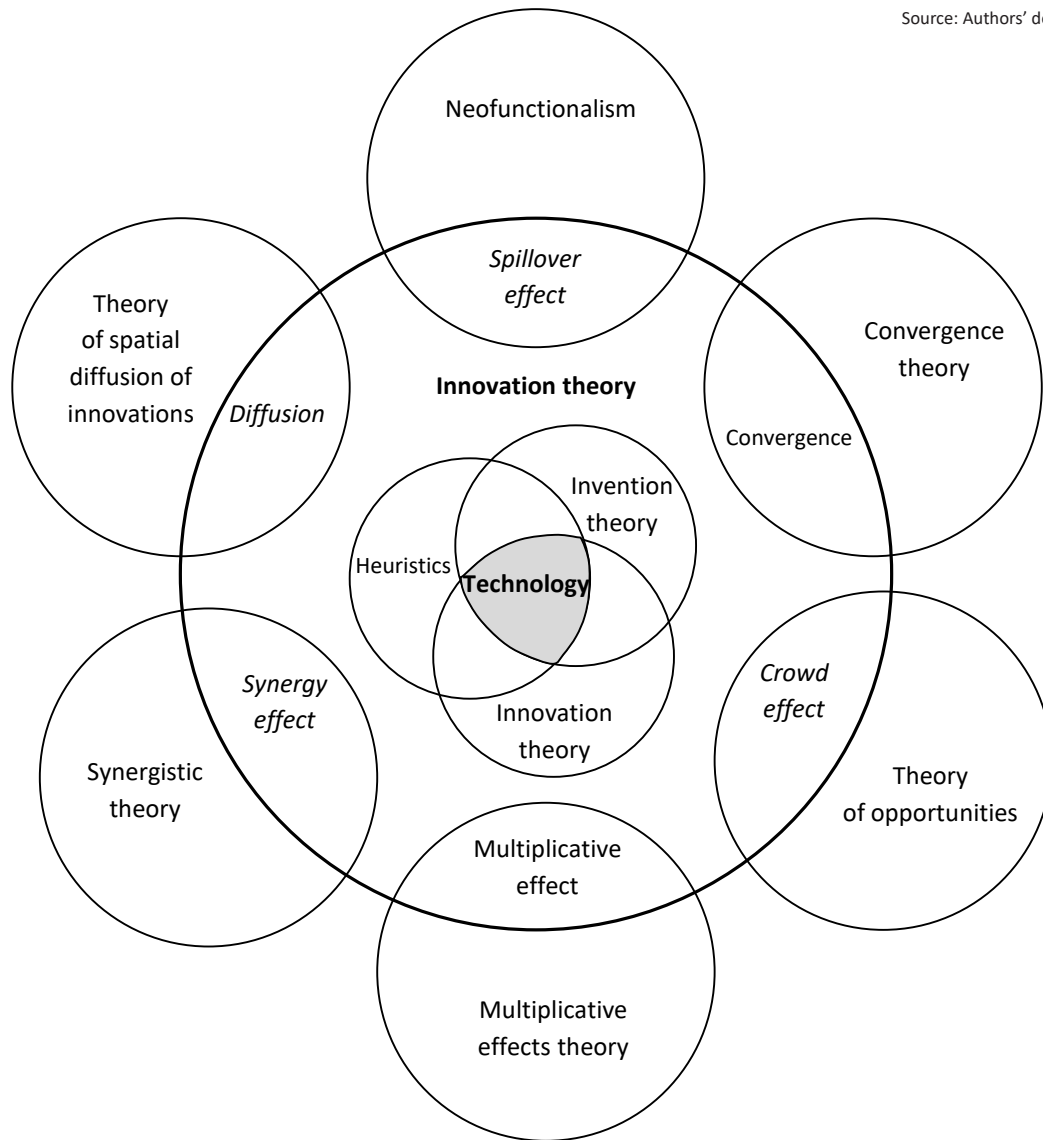 Source: Authors’ de
Neofunctionalism
Spillover
effect
Theory
of spatial
diffusion of
innovations
Diffusion
Convergence
theory
Convergence
Innovation theory
Invention
theory
Heuristics
Technology
Innovation
theory
Synergy
effect
Synergistic
theory
Crowd
effect
Theory
of opportunities
Multiplicative
effect
Multiplicative
effects theory